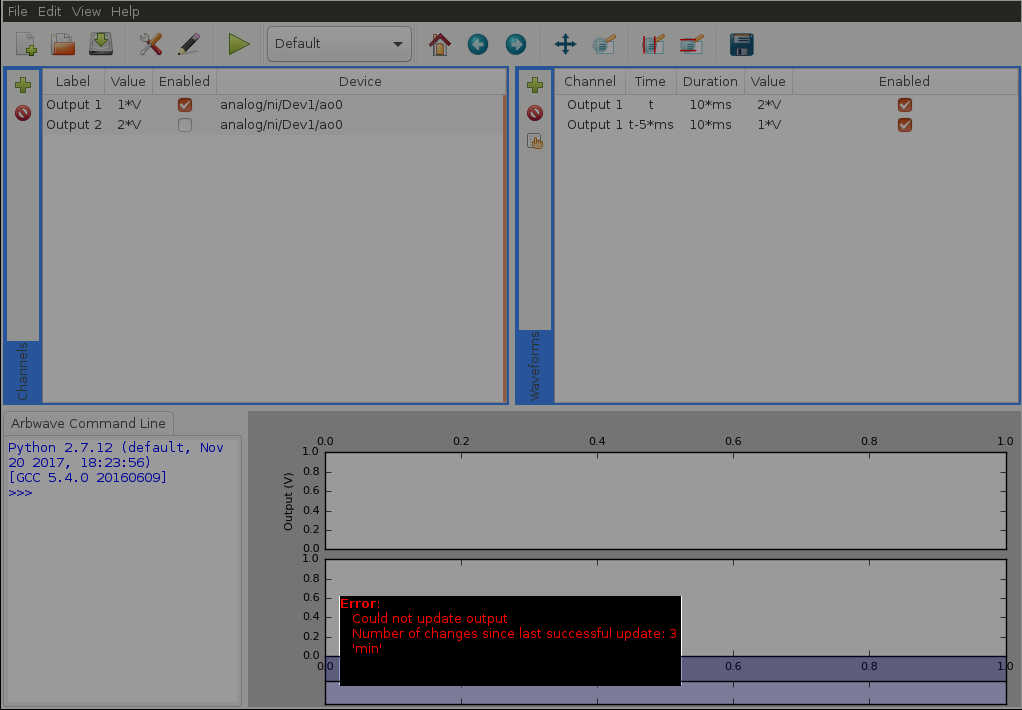 File Edit View Help
Default
Label Value Enabled Device
Output 1 1*V analog/ni/Dev1/ao0
Output 2 2*V analog/ni/Dev1/ao0
Channels
Channel Time Duration Value Enabled
Output 1 t 10*ms 2*V
Output 1 t-5*ms 10*ms 1*V
Waveforms
Arbwave Command Line
Python 2.7.12 (default, Nov
20 2017, 18:23:56)
[GCC 5.4.0 20160609]
>>>
0.0 0.2 0.4 0.6 0.8 1.0
1.0
0.8
0.6
0.4
0.2
0.0
Output (V)
1.0
0.8
0.6
0.4
0.2
0.0
0.0 0.6 0.8 1.0
Error:
Could not update output
Number of changes since last successful update: 3
'min'